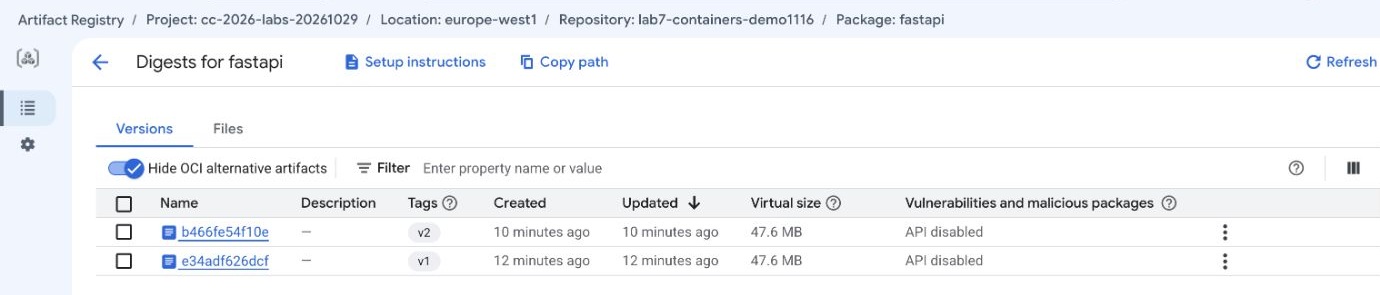 Artifact Registry / Project: cc-2026-labs-20261029 / Location: europe-west1 / Repository: lab7-containers-demo1116 / Package: fastapi
Digests for fastapi Setup instructions Copy path Refresh
Versions Files
Hide OCI alternative artifacts Filter Enter property name or value
Name Description Tags Created Updated Virtual size Vulnerabilities and malicious packages
b466fe54f10e — v2 10 minutes ago 10 minutes ago 47.6 MB API disabled
e34adf626dcf — v1 12 minutes ago 12 minutes ago 47.6 MB API disabled